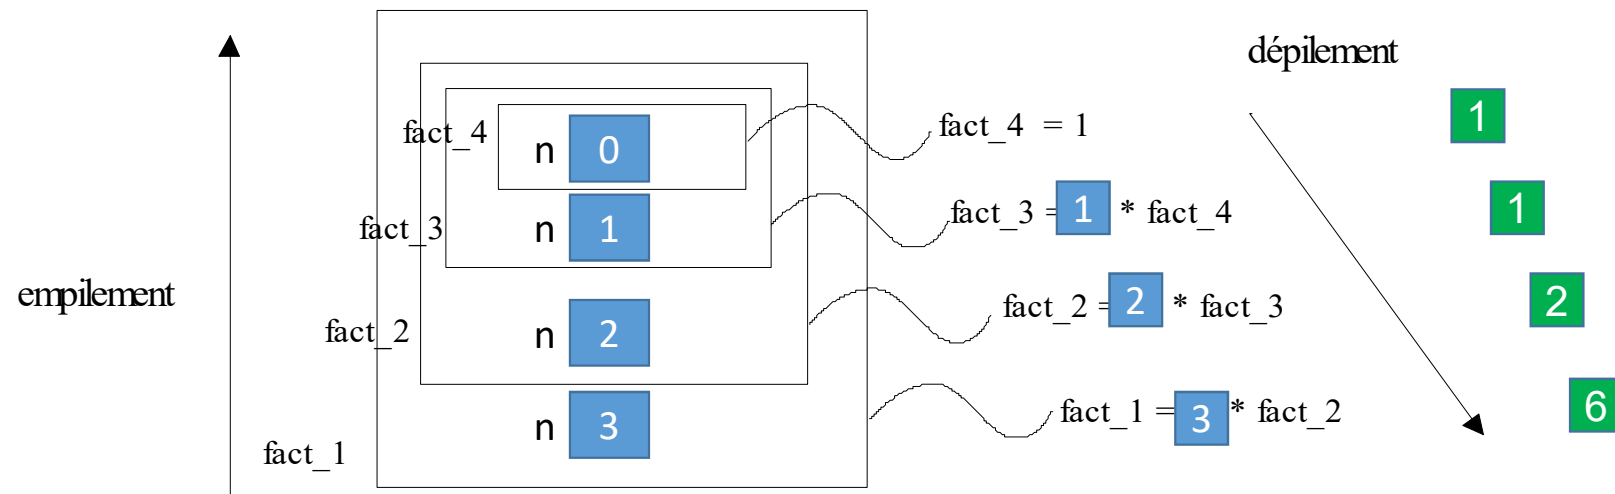 dépilement
fact_4 n 0 fact_4 = 1 1
fact_3 n 1 fact_3 = 1 * fact_4 1
empilement
fact_2 n 2 fact_2 = 2 * fact_3 2
n 3 fact_1 = 3 * fact_2 6
fact_1